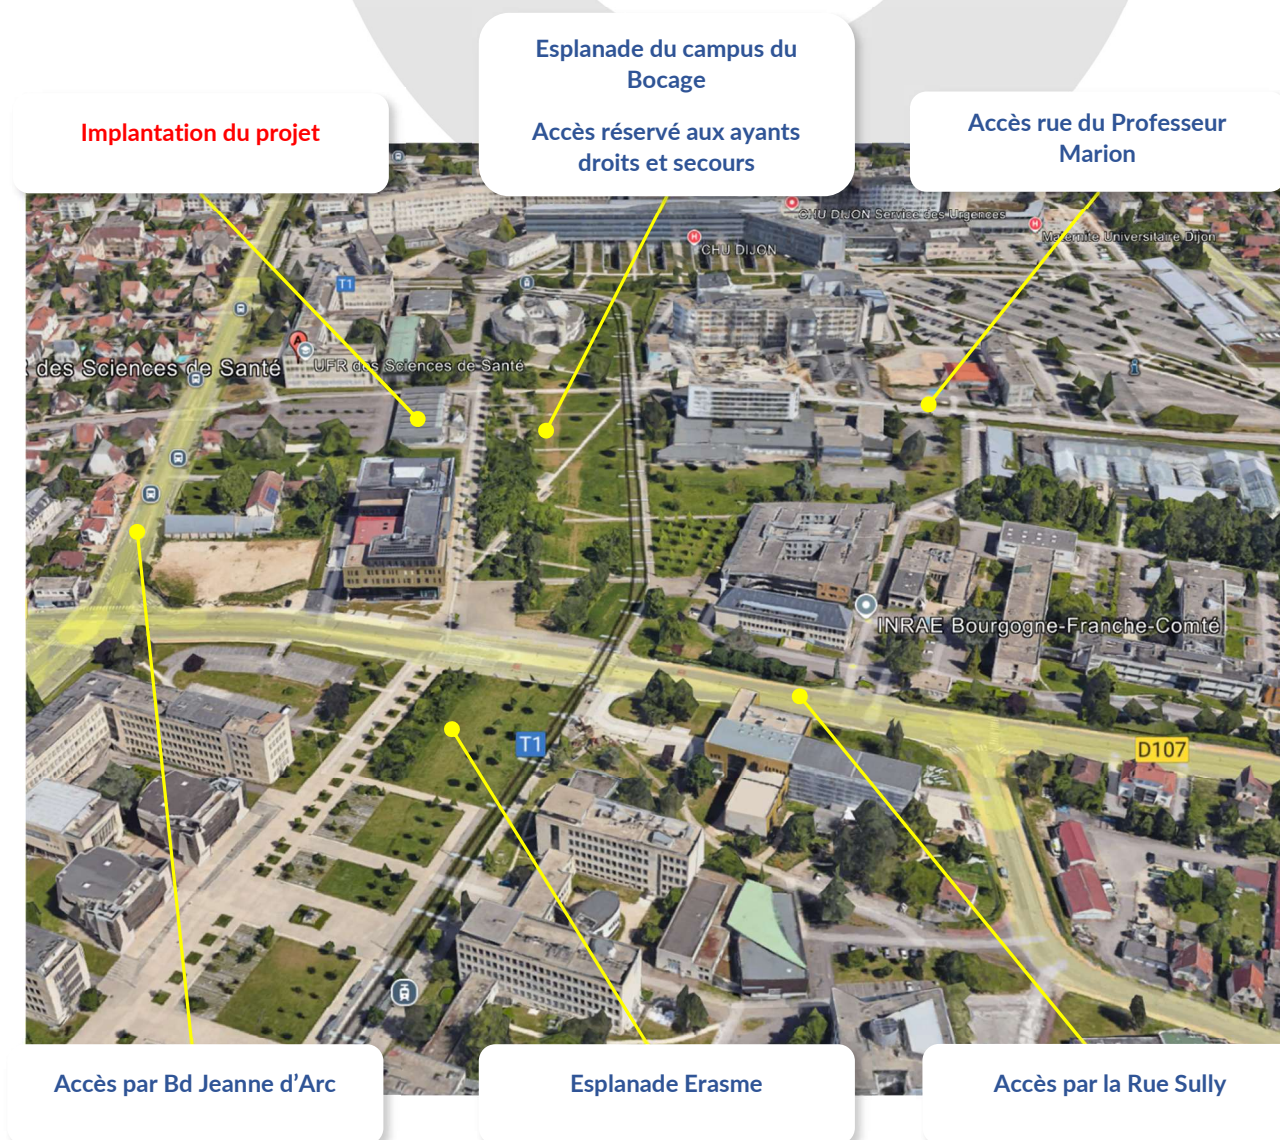 Esplanade du campus du
Bocage
Accès réservé aux ayants
droits et secours
Implantation du projet
Accès rue du Professeur
Marion
CHU DIJON Service des Urgences
CHU DIJON
Maternité Universitaire Dijon
T1
A
des Sciences de Santé
UFR des Sciences de Santé
INRAE Bourgogne-Franche-Comté
T1
D107
Accès par Bd Jeanne d’Arc
Esplanade Erasme
Accès par la Rue Sully